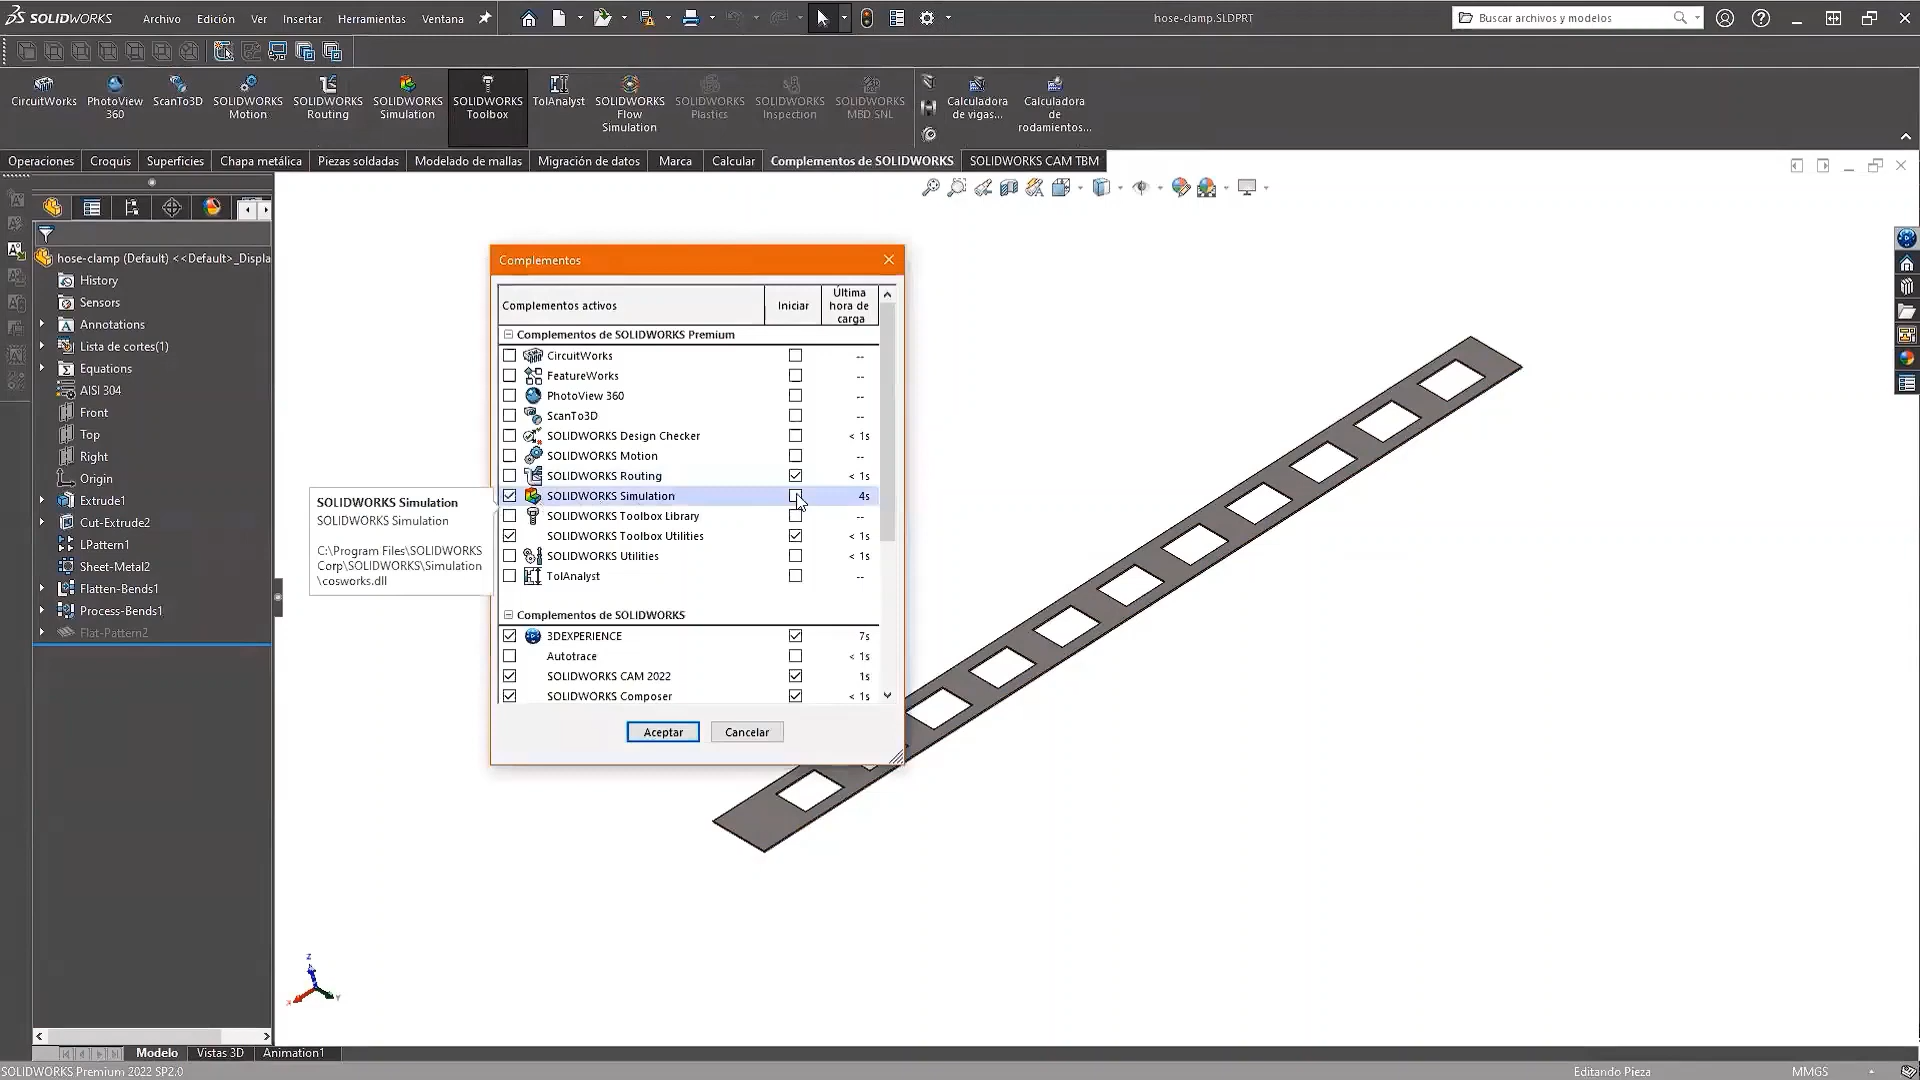 SOLIDWORKS
Archivo
Edición
Ver
Insertar
Herramientas
Ventana
hose-clamp.SLDPRT
Buscar archivos y modelos
CircuitWorks
PhotoView
360
ScanTo3D
SOLIDWORKS
Motion
SOLIDWORKS
Routing
SOLIDWORKS
Simulation
SOLIDWORKS
Toolbox
TolAnalyst
SOLIDWORKS
Flow
Simulation
SOLIDWORKS
Plastics
SOLIDWORKS
Inspection
SOLIDWORKS
MBD SNL
Calculadora
de vigas...
Calculadora
de
rodamientos...
Operaciones
Croquis
Superficies
Chapa metálica
Piezas soldadas
Modelado de mallas
Migración de datos
Marca
Calcular
Complementos de SOLIDWORKS
SOLIDWORKS CAM TBM
hose-clamp (Default) <<Default>_Displa
History
Sensors
Annotations
Lista de cortes(1)
Equations
AISI 304
Front
Top
Right
Origin
Extrude1
Cut-Extrude2
LPattern1
Sheet-Metal2
Flatten-Bends1
Process-Bends1
Flat-Pattern2
SOLIDWORKS Simulation
SOLIDWORKS Simulation
C:\Program Files\SOLIDWORKS
Corp\SOLIDWORKS\Simulation
\cosworks.dll
Complementos
Complementos activos
Iniciar
Última
hora de
carga
Complementos de SOLIDWORKS Premium
CircuitWorks --
FeatureWorks --
PhotoView 360 --
ScanTo3D --
SOLIDWORKS Design Checker < 1s
SOLIDWORKS Motion --
SOLIDWORKS Routing < 1s
SOLIDWORKS Simulation 4s
SOLIDWORKS Toolbox Library --
SOLIDWORKS Toolbox Utilities < 1s
SOLIDWORKS Utilities < 1s
TolAnalyst --
Complementos de SOLIDWORKS
3DEXPERIENCE 7s
Autotrace < 1s
SOLIDWORKS CAM 2022 1s
SOLIDWORKS Composer < 1s
Aceptar
Cancelar
Z
X
Y
Modelo
Vistas 3D
Animation1
SOLIDWORKS Premium 2022 SP2.0
Editando Pieza
MMGS